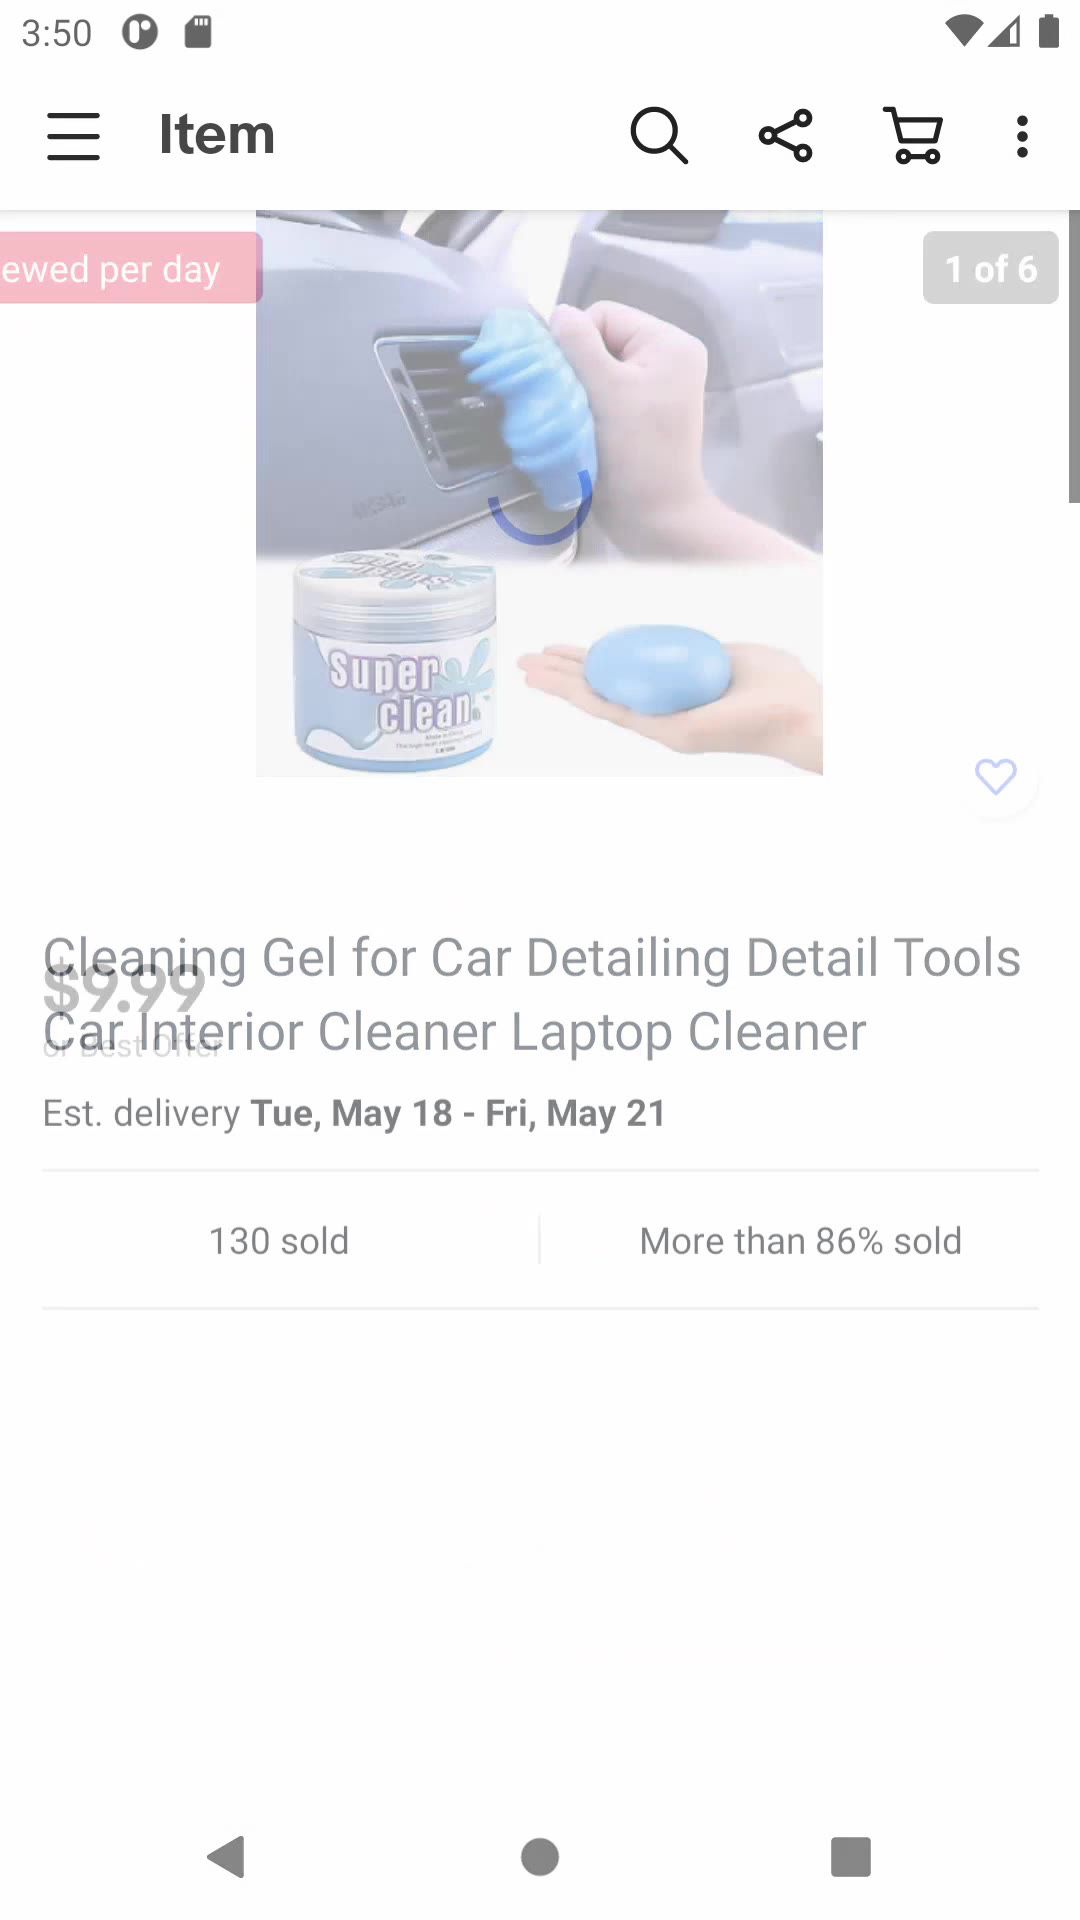 3:50
Item
ewed per day
1 of 6
Super
clean
Cleaning Gel for Car Detailing Detail Tools
$9.99
Car Interior Cleaner Laptop Cleaner
or Best Offer
Est. delivery Tue, May 18 - Fri, May 21
130 sold
More than 86% sold